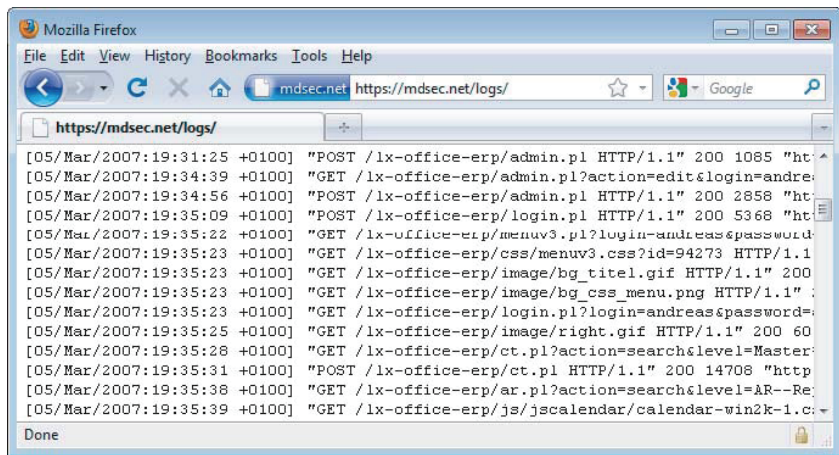 Mozilla Firefox
File Edit View History Bookmarks Tools Help
mdsec.net https://mdsec.net/logs/ Google
https://mdsec.net/logs/
[05/Mar/2007:19:31:25 +0100] "POST /lx-office-erp/admin.pl HTTP/1.1" 200 1085 "ht
[05/Mar/2007:19:34:39 +0100] "GET /lx-office-erp/admin.pl?action=edit&login=andrea
[05/Mar/2007:19:34:56 +0100] "POST /lx-office-erp/admin.pl HTTP/1.1" 200 2858 "ht
[05/Mar/2007:19:35:09 +0100] "POST /lx-office-erp/login.pl HTTP/1.1" 200 5368 "ht
[05/Mar/2007:19:35:22 +0100] "GET /lx-office-erp/menuv3.pl?login=andreas&password
[05/Mar/2007:19:35:23 +0100] "GET /lx-office-erp/css/menuv3.css?id=94273 HTTP/1.1
[05/Mar/2007:19:35:23 +0100] "GET /lx-office-erp/image/bg_titel.gif HTTP/1.1" 200
[05/Mar/2007:19:35:23 +0100] "GET /lx-office-erp/image/bg_css_menu.png HTTP/1.1"
[05/Mar/2007:19:35:23 +0100] "GET /lx-office-erp/login.pl?login=andreas&password=
[05/Mar/2007:19:35:25 +0100] "GET /lx-office-erp/image/right.gif HTTP/1.1" 200 60
[05/Mar/2007:19:35:28 +0100] "GET /lx-office-erp/ct.pl?action=search&level=Master
[05/Mar/2007:19:35:31 +0100] "POST /lx-office-erp/ct.pl HTTP/1.1" 200 14708 "http
[05/Mar/2007:19:35:38 +0100] "GET /lx-office-erp/ar.pl?action=search&level=AR--Re
[05/Mar/2007:19:35:39 +0100] "GET /lx-office-erp/js/jscalendar/calendar-win2k-1.c
Done